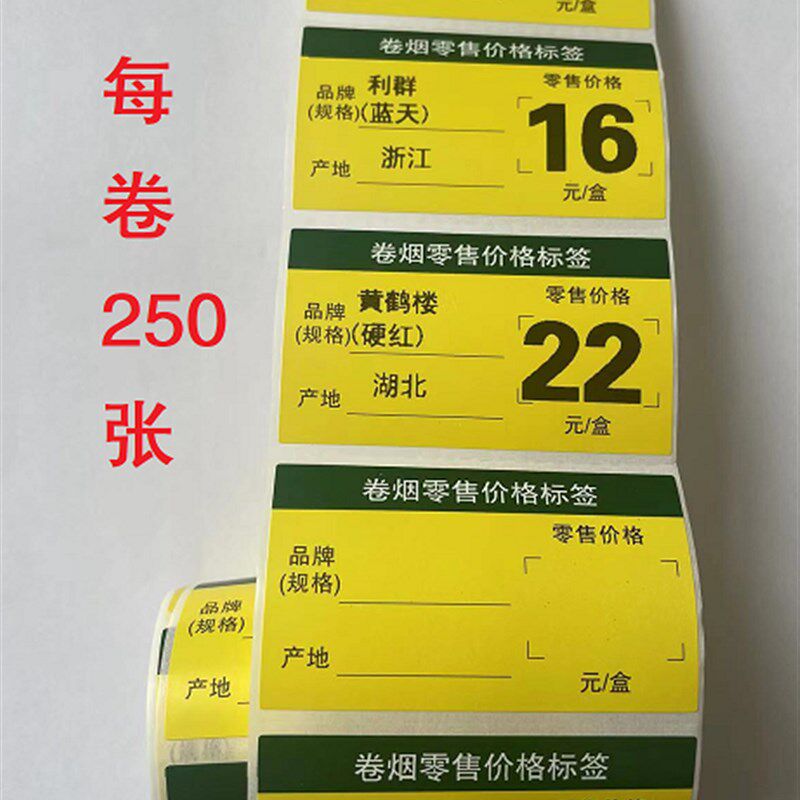 每
卷
250
张
元/盒
卷烟零售价格标签
品牌 利群
(规格)(蓝天)
产地 浙江
零售价格
16
元/盒
卷烟零售价格标签
品牌 黄鹤楼
(规格)(硬红)
产地 湖北
零售价格
22
元/盒
卷烟零售价格标签
品牌
(规格)
产地
零售价格
元/盒
品牌
(规格)
产地
卷烟零售价格标签